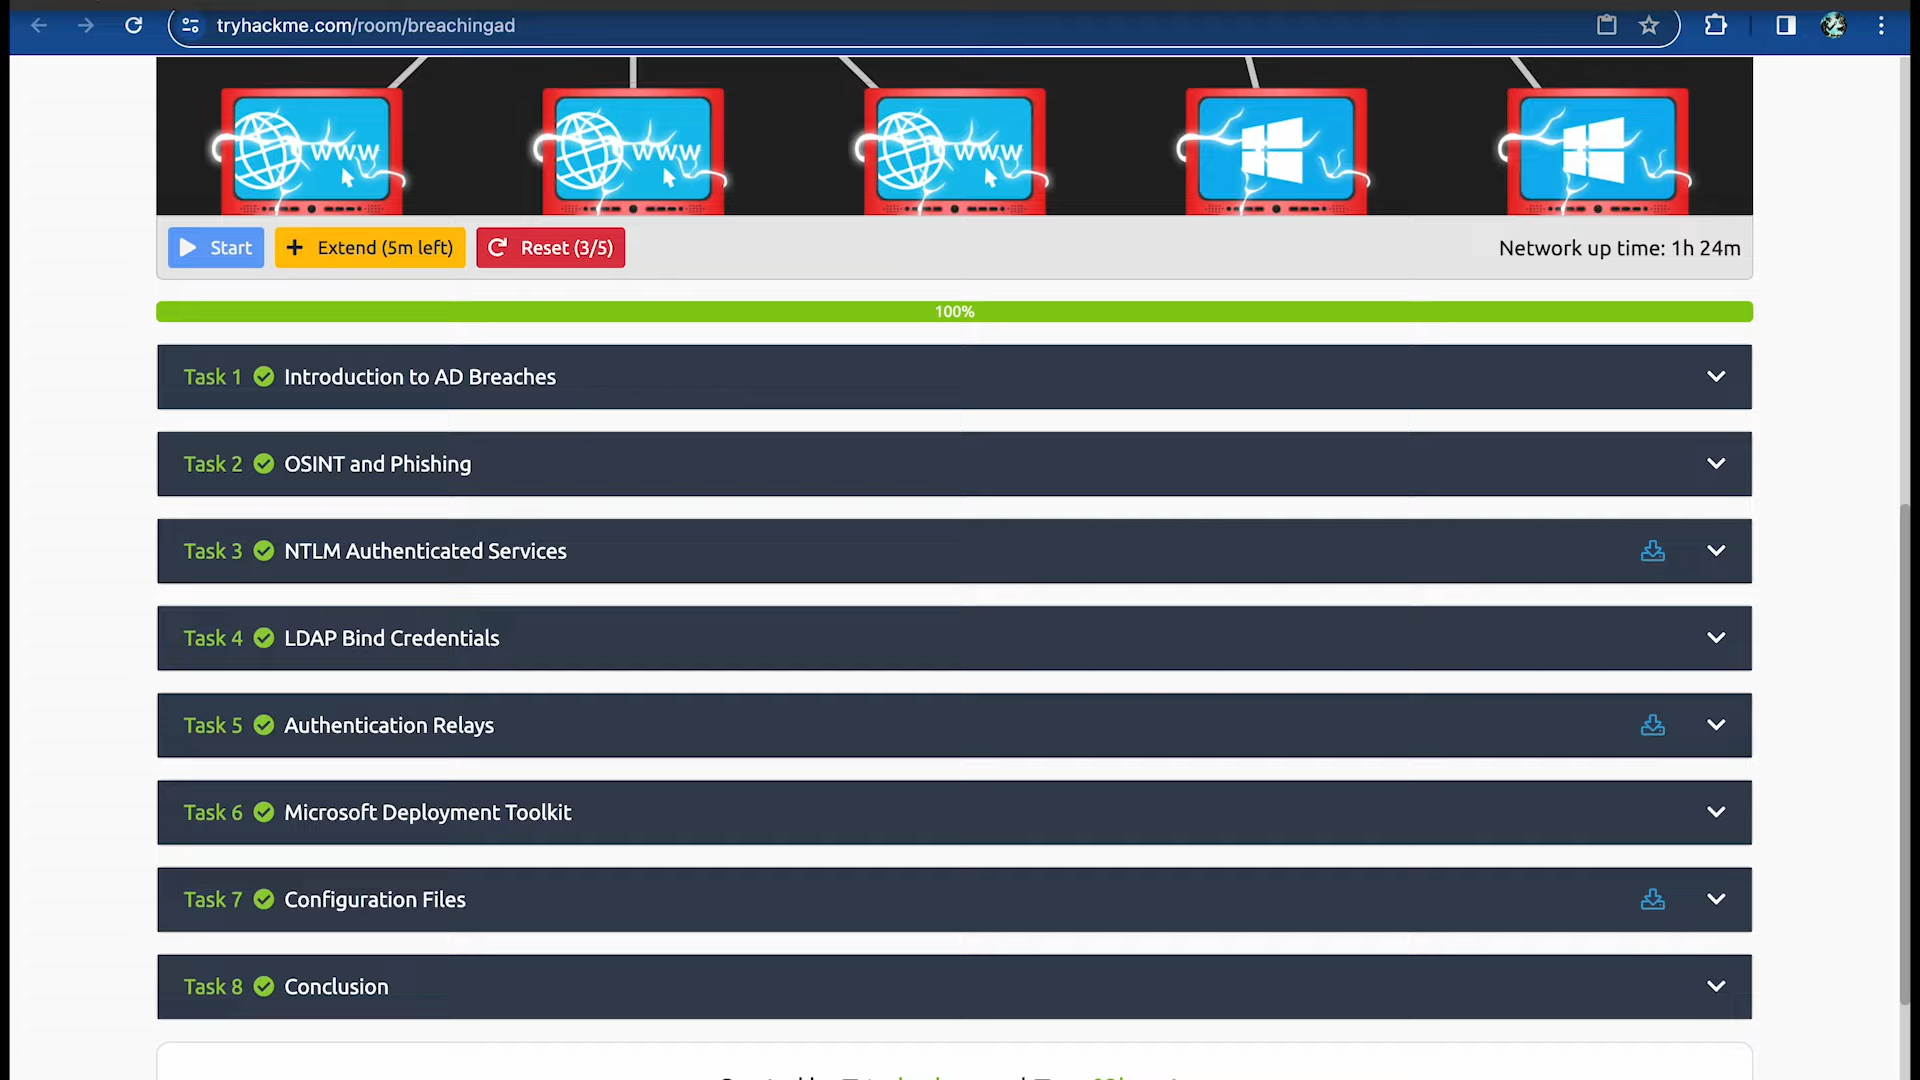 tryhackme.com/room/breachingad
www
www
www
Start
Extend (5m left)
Reset (3/5)
Network up time: 1h 24m
100%
Task 1 Introduction to AD Breaches
Task 2 OSINT and Phishing
Task 3 NTLM Authenticated Services
Task 4 LDAP Bind Credentials
Task 5 Authentication Relays
Task 6 Microsoft Deployment Toolkit
Task 7 Configuration Files
Task 8 Conclusion